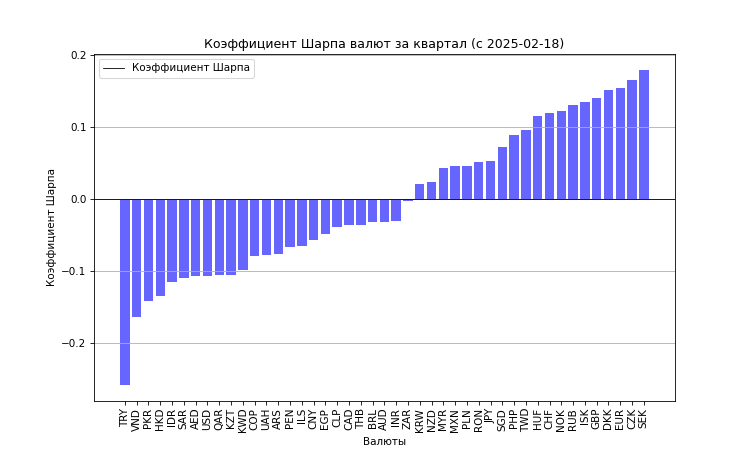 Коэффициент Шарпа валют за квартал (с 2025-02-18)
Коэффициент Шарпа
0.2
0.1
0.0
−0.1
−0.2
Коэффициент Шарпа
TRY
VND
PKR
HKD
IDR
SAR
AED
USD
QAR
KZT
KWD
COP
UAH
ARS
PEN
ILS
CNY
EGP
CLP
CAD
THB
BRL
AUD
INR
ZAR
KRW
NZD
MYR
MXN
PLN
RON
JPY
SGD
PHP
TWD
HUF
CHF
NOK
RUB
ISK
GBP
DKK
EUR
CZK
SEK
Валюты